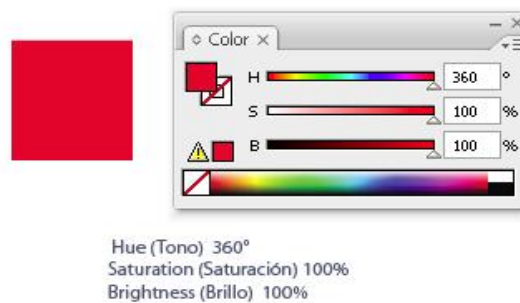 Color
H 360 °
S 100 %
B 100 %
Hue (Tono) 360°
Saturation (Saturación) 100%
Brightness (Brillo) 100%